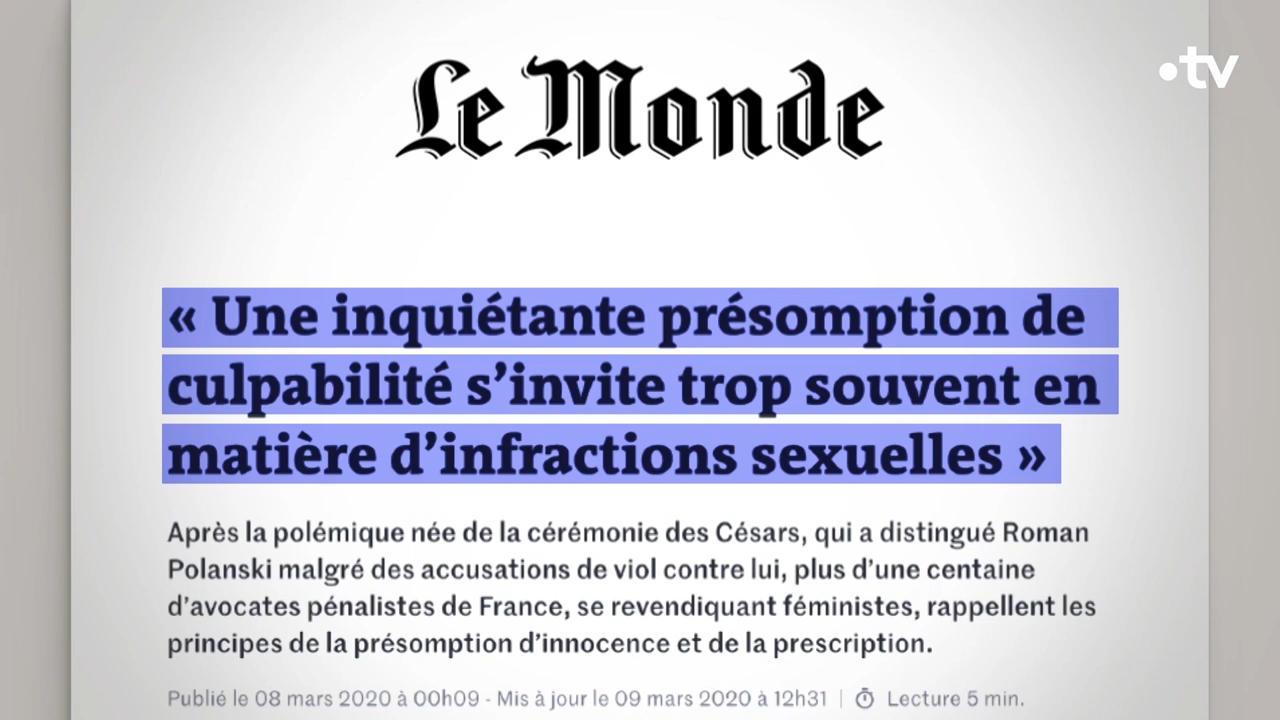 Le Monde
•tv
« Une inquiétante présomption de
culpabilité s’invite trop souvent en
matière d’infractions sexuelles »
Après la polémique née de la cérémonie des Césars, qui a distingué Roman
Polanski malgré des accusations de viol contre lui, plus d’une centaine
d’avocates pénalistes de France, se revendiquant féministes, rappellent les
principes de la présomption d’innocence et de la prescription.
Publié le 08 mars 2020 à 00h09 - Mis à jour le 09 mars 2020 à 12h31 | Lecture 5 min.